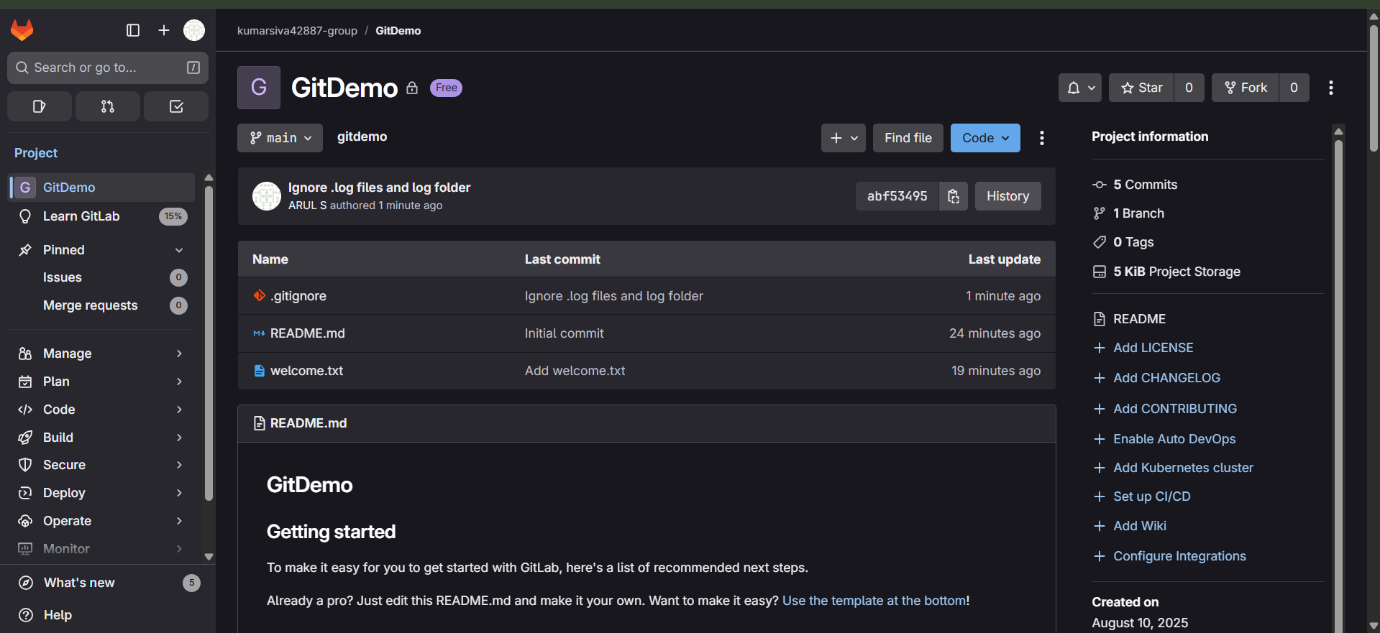 kumarsiva42887-group / GitDemo
Search or go to... /
Project
G GitDemo
Learn GitLab 15%
Pinned
Issues 0
Merge requests 0
Manage
Plan
Code
Build
Secure
Deploy
Operate
Monitor
What's new 5
Help
G GitDemo Free
Star 0 Fork 0
main gitdemo Find file Code
Ignore .log files and log folder
ARUL S authored 1 minute ago
abf53495 History
Name Last commit Last update
.gitignore Ignore .log files and log folder 1 minute ago
README.md Initial commit 24 minutes ago
welcome.txt Add welcome.txt 19 minutes ago
README.md
GitDemo
Getting started
To make it easy for you to get started with GitLab, here's a list of recommended next steps.
Already a pro? Just edit this README.md and make it your own. Want to make it easy? Use the template at the bottom!
Project information
5 Commits
1 Branch
0 Tags
5 KiB Project Storage
README
Add LICENSE
Add CHANGELOG
Add CONTRIBUTING
Enable Auto DevOps
Add Kubernetes cluster
Set up CI/CD
Add Wiki
Configure Integrations
Created on
August 10, 2025